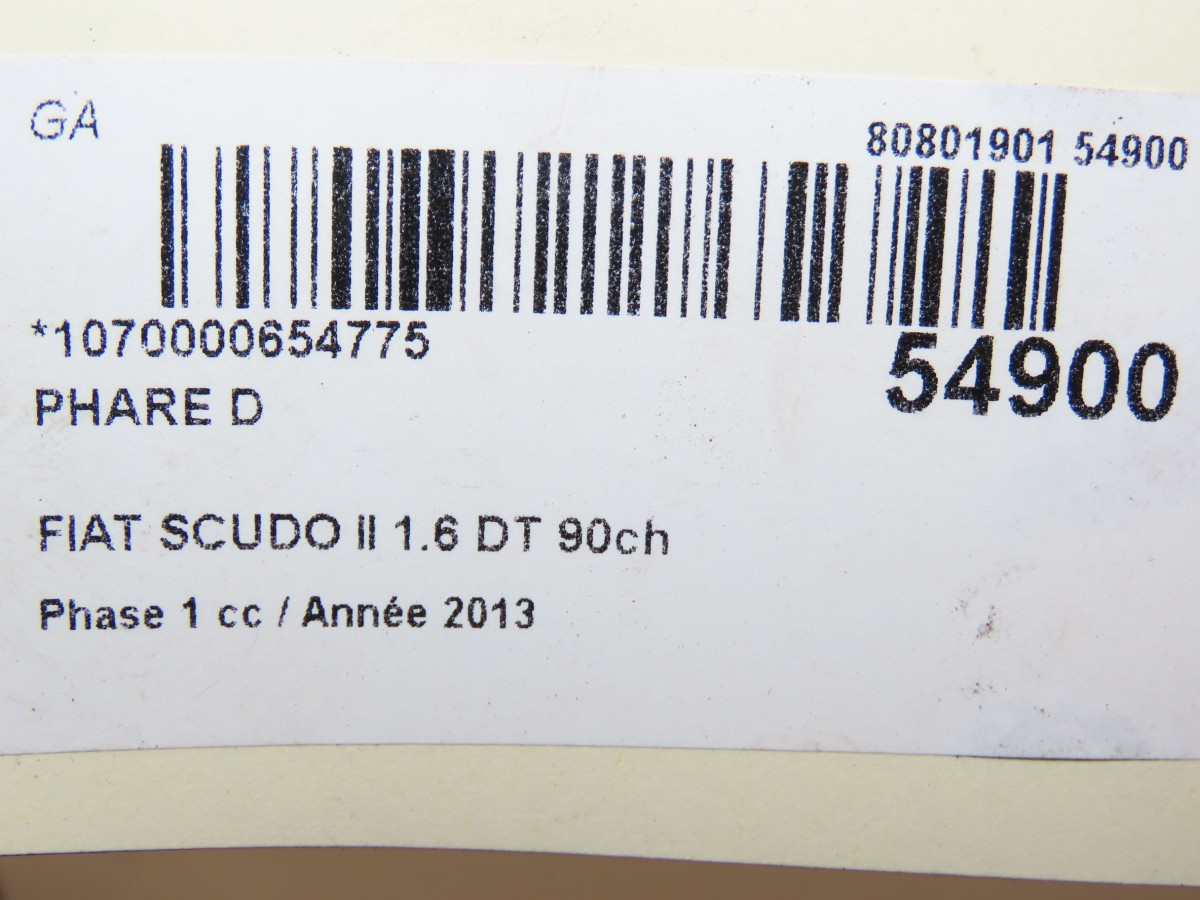 GA
80801901 54900
*1070000654775
54900
PHARE D
FIAT SCUDO II 1.6 DT 90ch
Phase 1 cc / Année 2013